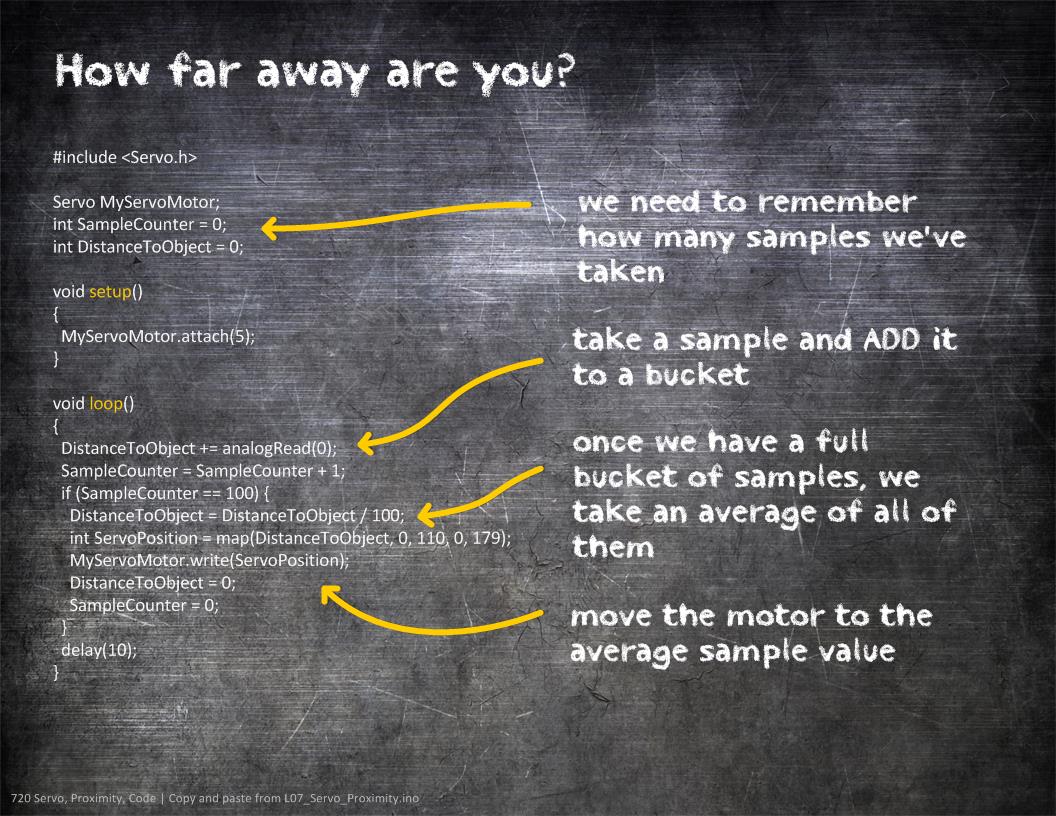 How far away are you?
#include <Servo.h>
Servo MyServoMotor;
int SampleCounter = 0;
int DistanceToObject = 0;
void setup()
{
MyServoMotor.attach(5);
}
void loop()
{
DistanceToObject += analogRead(0);
SampleCounter = SampleCounter + 1;
if (SampleCounter == 100) {
DistanceToObject = DistanceToObject / 100;
int ServoPosition = map(DistanceToObject, 0, 110, 0, 179);
MyServoMotor.write(ServoPosition);
DistanceToObject = 0;
SampleCounter = 0;
}
delay(10);
}
we need to remember
how many samples we've
taken
take a sample and ADD it
to a bucket
once we have a full
bucket of samples, we
take an average of all of
them
move the motor to the
average sample value
720 Servo, Proximity, Code | Copy and paste from L07_Servo_Proximity.ino